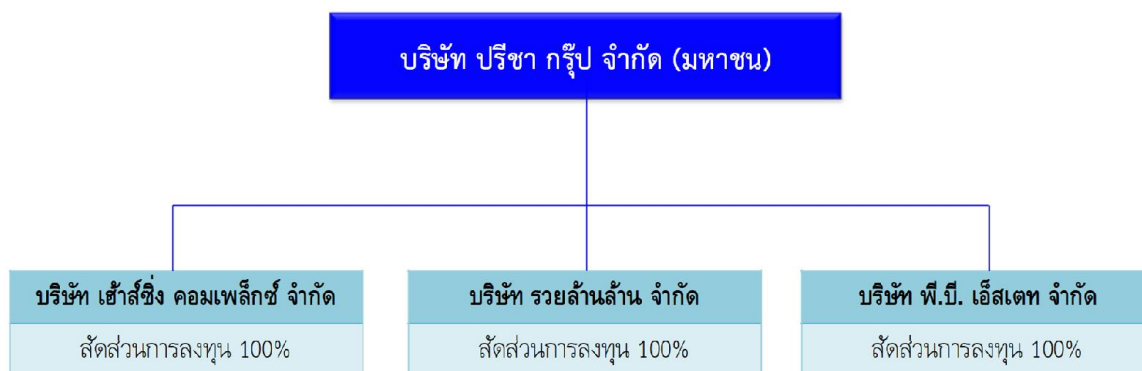 บริษัท ปรีชา กรุ๊ป จำกัด (มหาชน)
บริษัท เฮ้าส์ซิ่ง คอมเพล็กซ์ จำกัด
สัดส่วนการลงทุน 100%
บริษัท รวยล้านล้าน จำกัด
สัดส่วนการลงทุน 100%
บริษัท พี.บี. เอ็สเตท จำกัด
สัดส่วนการลงทุน 100%